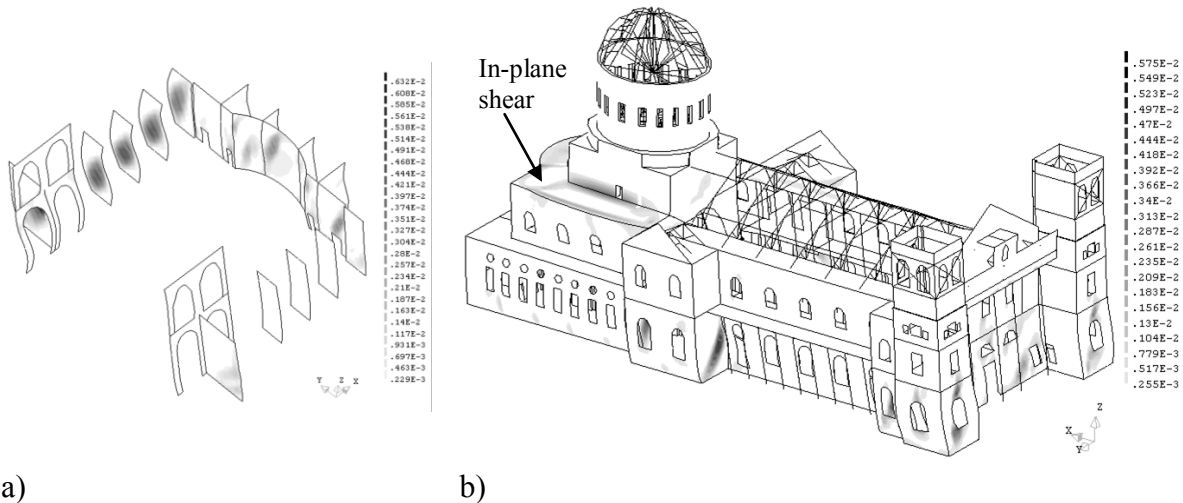 In-plane
shear
.632E-2
.608E-2
.585E-2
.561E-2
.538E-2
.514E-2
.491E-2
.468E-2
.444E-2
.421E-2
.397E-2
.374E-2
.351E-2
.327E-2
.304E-2
.28E-2
.257E-2
.234E-2
.21E-2
.187E-2
.163E-2
.14E-2
.117E-2
.931E-3
.697E-3
.463E-3
.229E-3
Y Z X
.575E-2
.549E-2
.523E-2
.497E-2
.47E-2
.444E-2
.418E-2
.392E-2
.366E-2
.34E-2
.313E-2
.287E-2
.261E-2
.235E-2
.209E-2
.183E-2
.156E-2
.13E-2
.104E-2
.779E-3
.517E-3
.255E-3
Z
X
Y
a)
b)